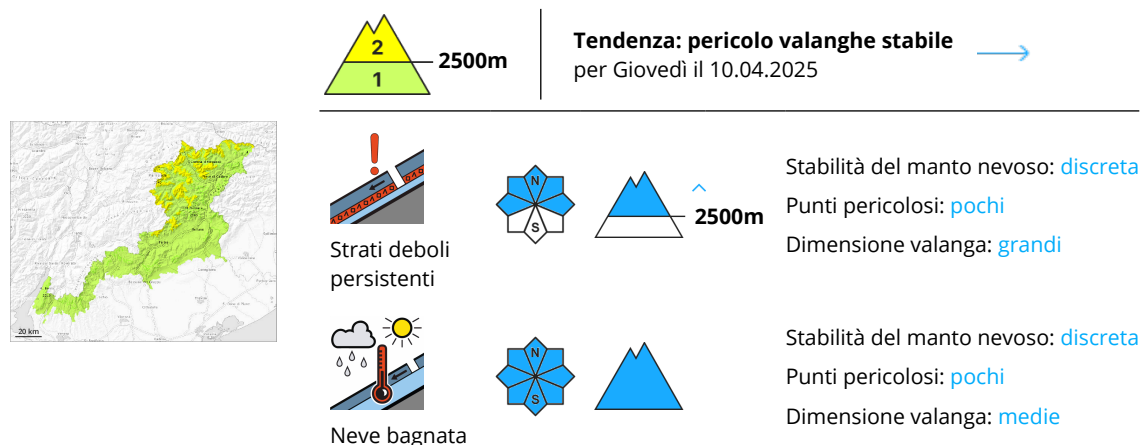 2
1
2500m
Tendenza: pericolo valanghe stabile
per Giovedì il 10.04.2025
20 km
N
S
2500m
Strati deboli
persistenti
Stabilità del manto nevoso: discreta
Punti pericolosi: pochi
Dimensione valanga: grandi
N
S
Neve bagnata
Stabilità del manto nevoso: discreta
Punti pericolosi: pochi
Dimensione valanga: medie